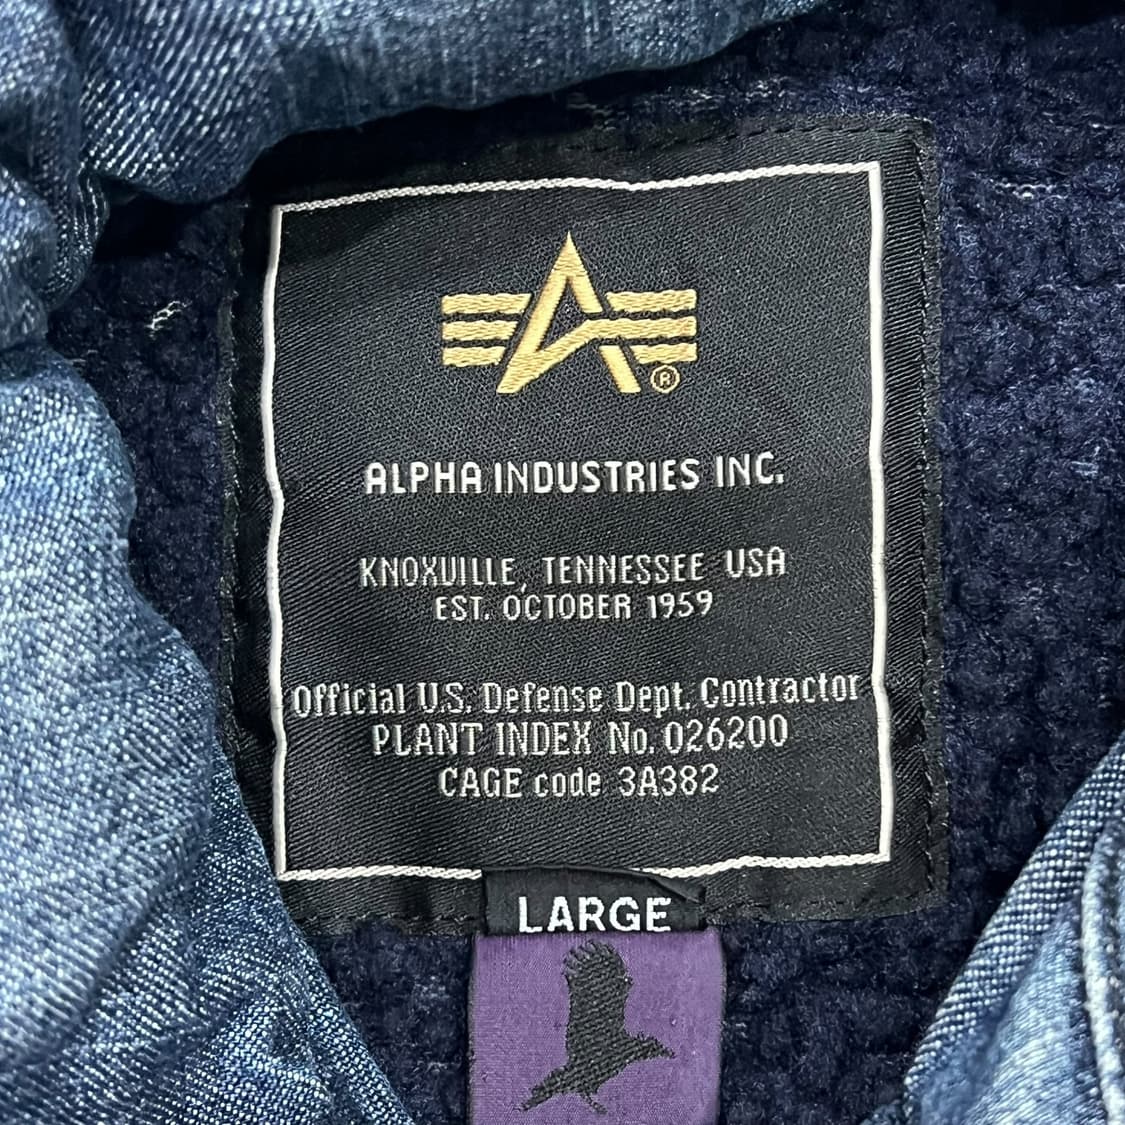 ®
ALPHA INDUSTRIES INC.
KNOXVILLE, TENNESSEE USA
EST. OCTOBER 1959
Official U.S. Defense Dept. Contractor
PLANT INDEX No. 026200
CAGE code 3A382
LARGE